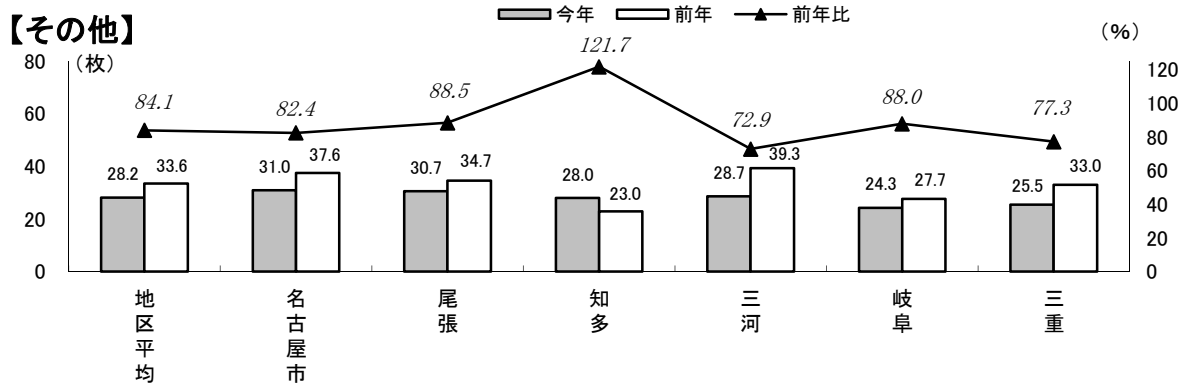 【その他】
今年 前年 前年比
(枚) (%)
80 60 40 20 0
120 100 80 60 40 20 0
84.1 82.4 88.5 121.7 72.9 88.0 77.3
28.2 33.6 31.0 37.6 30.7 34.7 28.0 23.0 28.7 39.3 24.3 27.7 25.5 33.0
地区平均 名古屋市 尾張 知多 三河 岐阜 三重